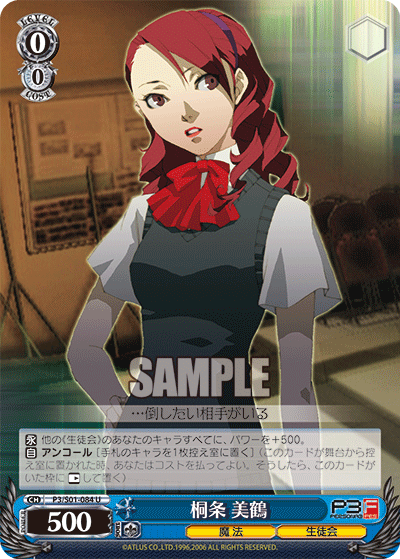 LEVEL
0
0
COST
SAMPLE
…倒したい相手がいる
永 他の《生徒会》のあなたのキャラすべてに、パワーを＋500。
自 アンコール [手札のキャラを1枚控え室に置く]（このカードが舞台から控
え室に置かれた時、あなたはコストを払ってよい。そうしたら、このカード
がいた枠に レスト して置く）
CH P3/S01-084 U
POWER
500
桐条 美鶴
P3F
PERSONA3 FES
魔法
生徒会
©ATLUS CO.,LTD.1996,2006 ALL RIGHTS RESERVED.